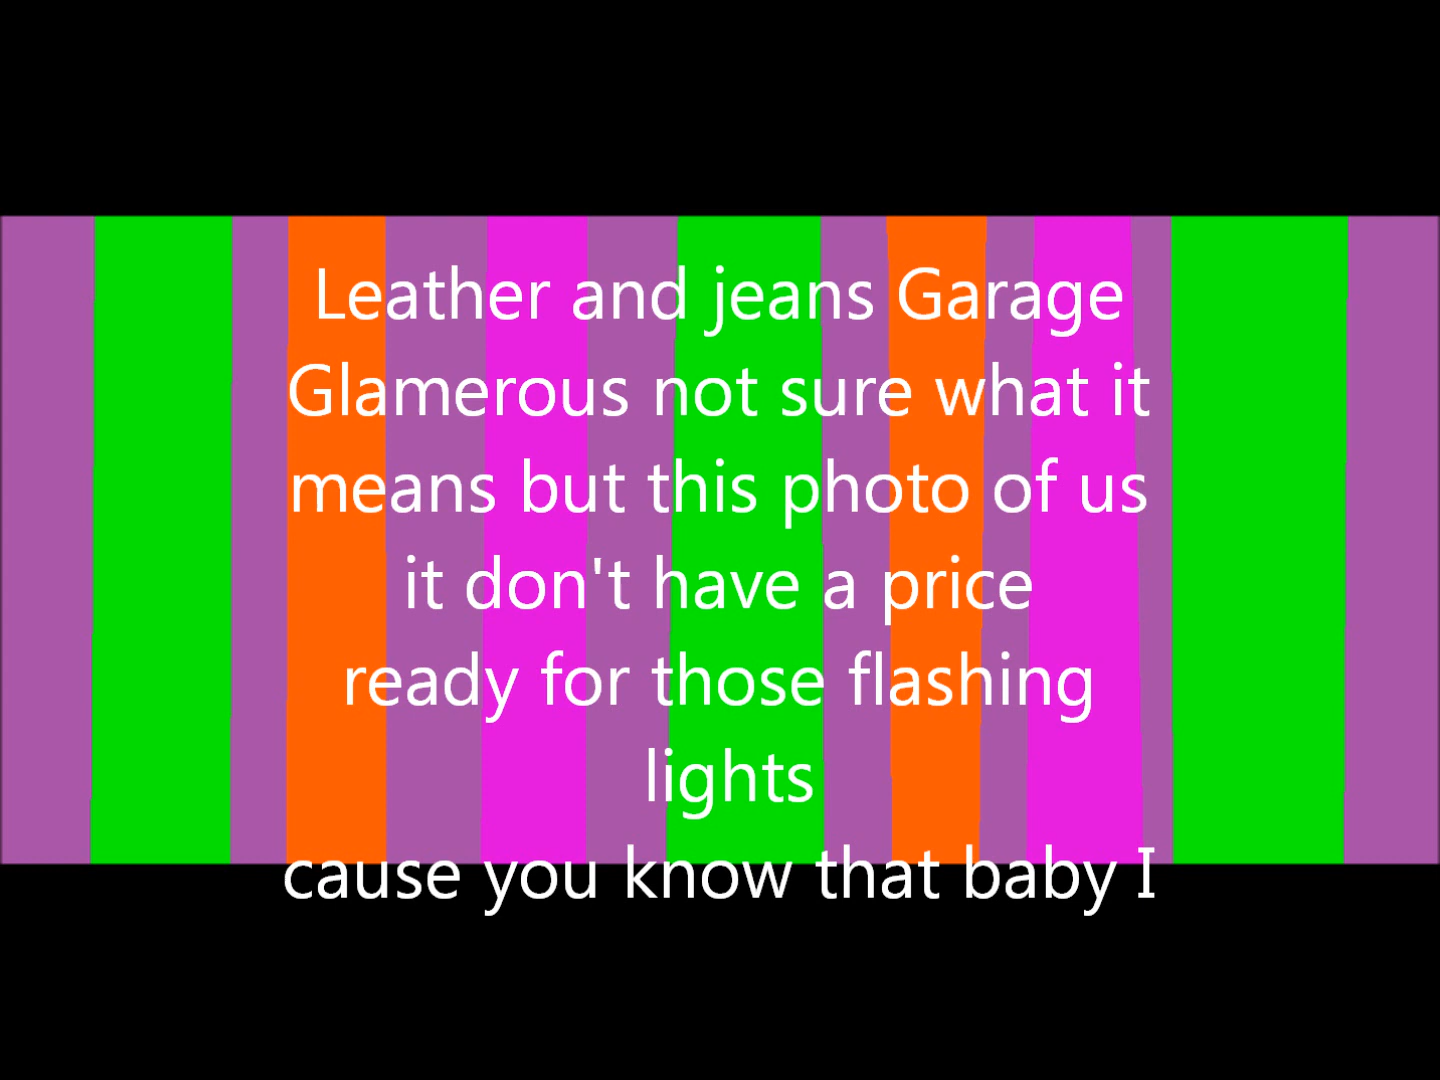 Leather and jeans Garage
Glamerous not sure what it
means but this photo of us
it don't have a price
ready for those flashing
lights
cause you know that baby I